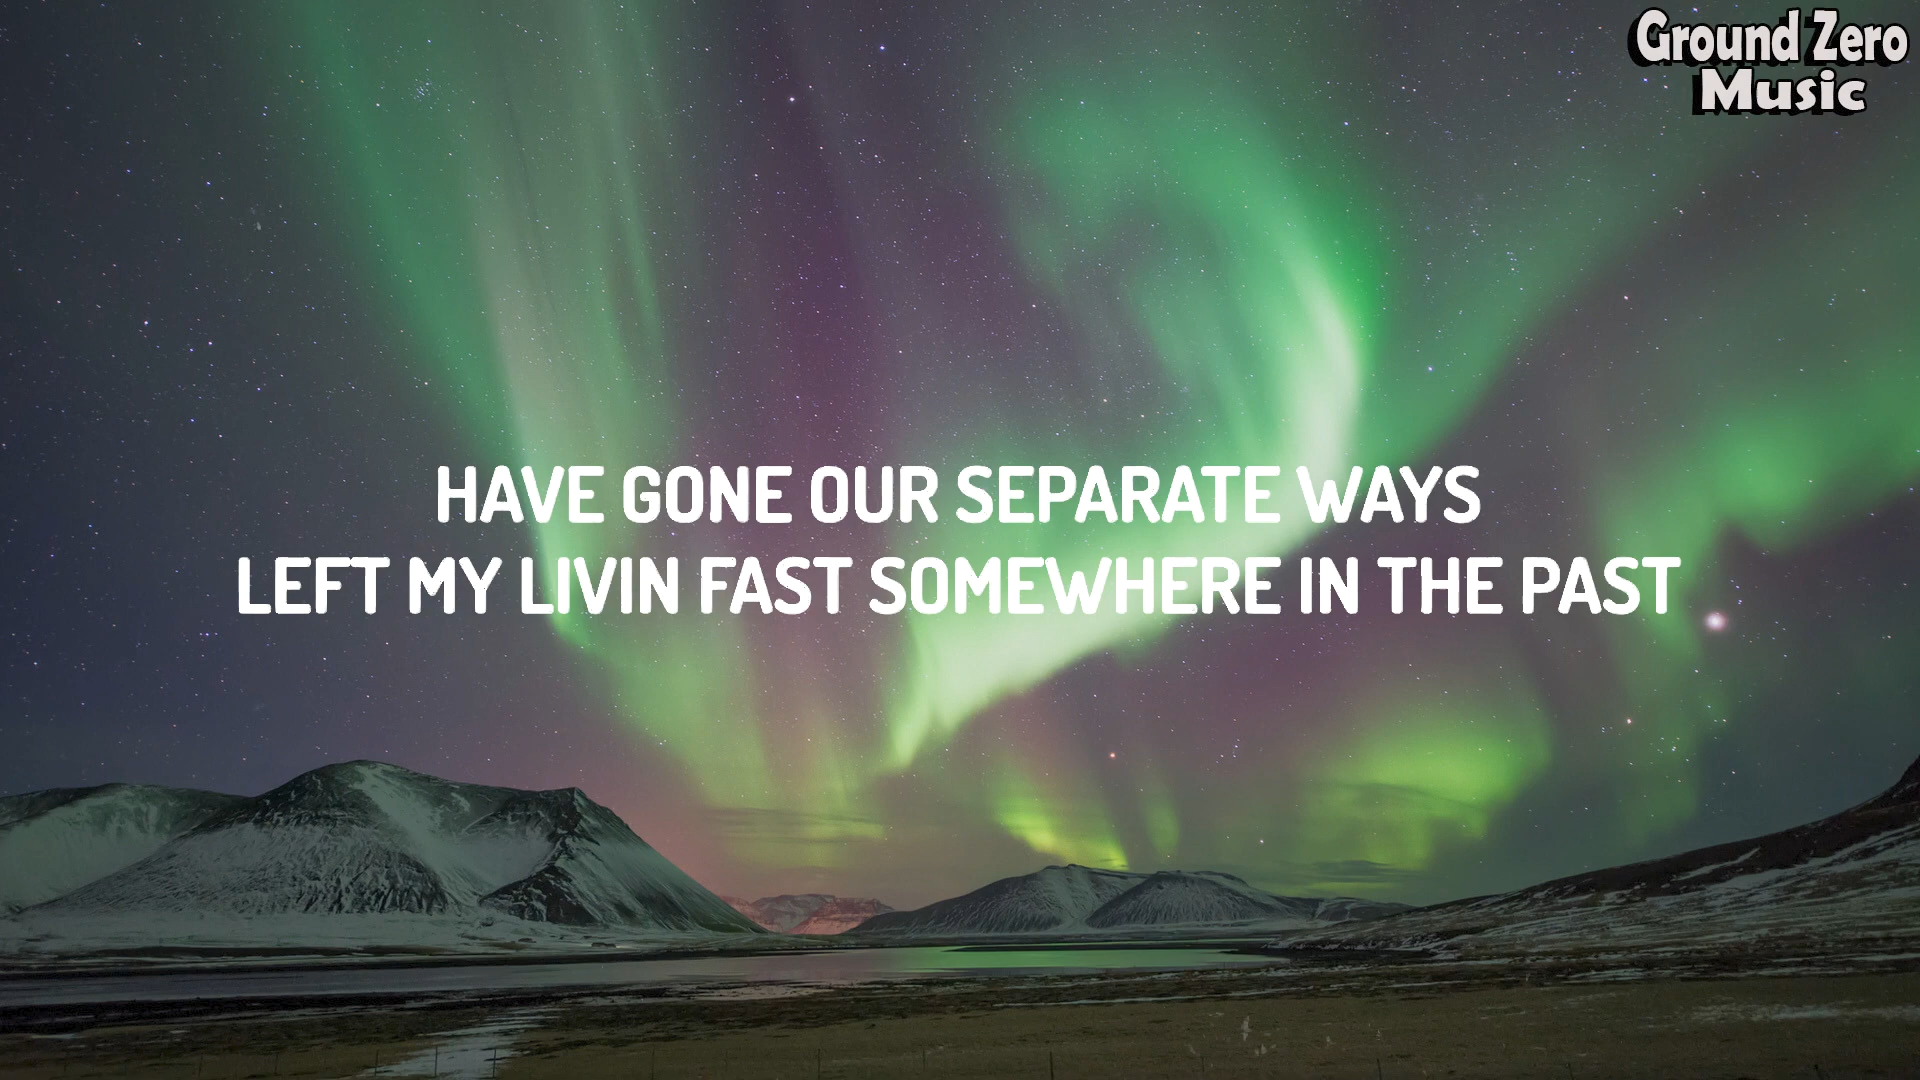 Ground Zero
Music
HAVE GONE OUR SEPARATE WAYS
LEFT MY LIVIN FAST SOMEWHERE IN THE PAST